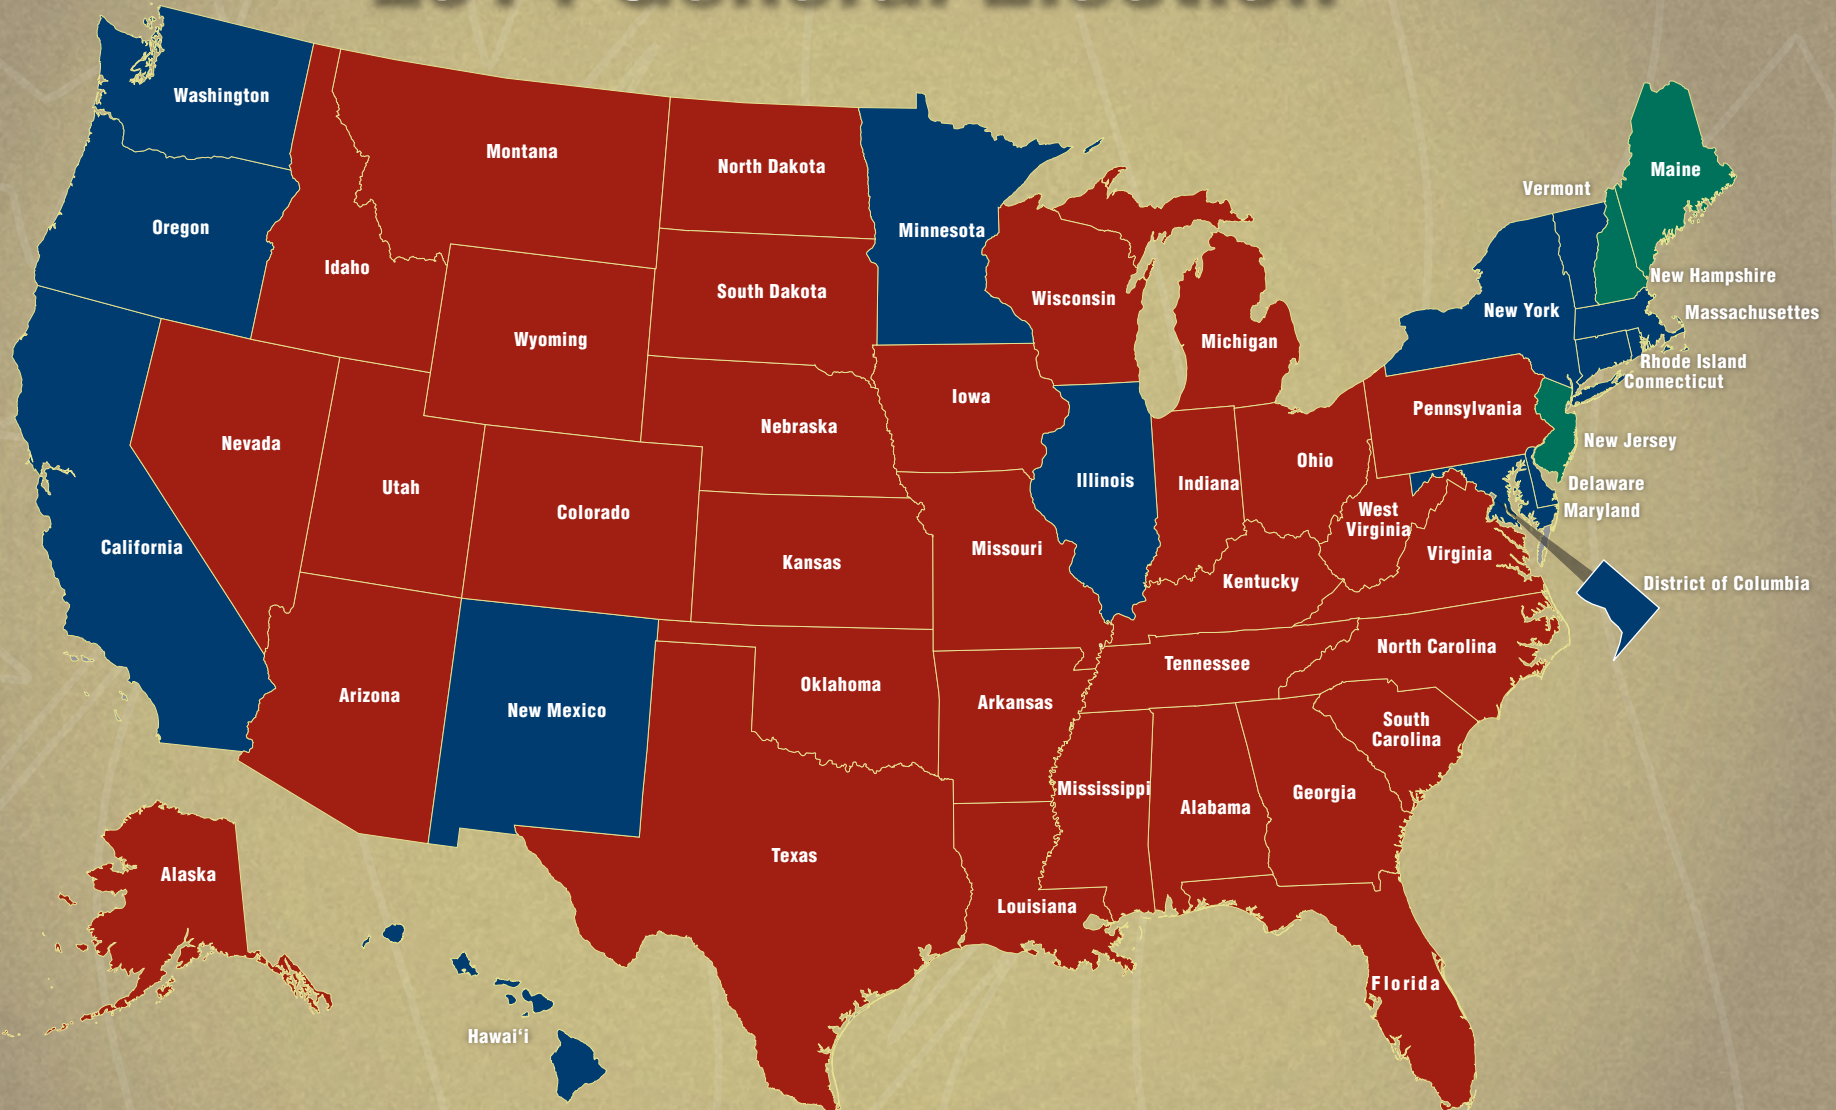 General Election
Washington
Montana
North Dakota
Minnesota
Maine
Vermont
Oregon
Idaho
South Dakota
Wisconsin
New Hampshire
New York
Massachusettes
Wyoming
Michigan
Rhode Island
Connecticut
Iowa
Pennsylvania
Nebraska
New Jersey
Nevada
Ohio
Illinois
Indiana
Delaware
Utah
Colorado
Maryland
West
Virginia
California
Missouri
Virginia
Kansas
Kentucky
District of Columbia
North Carolina
Tennessee
Oklahoma
Arizona
Arkansas
New Mexico
South
Carolina
Mississippi
Georgia
Alabama
Texas
Alaska
Louisiana
Florida
Hawaiʻi